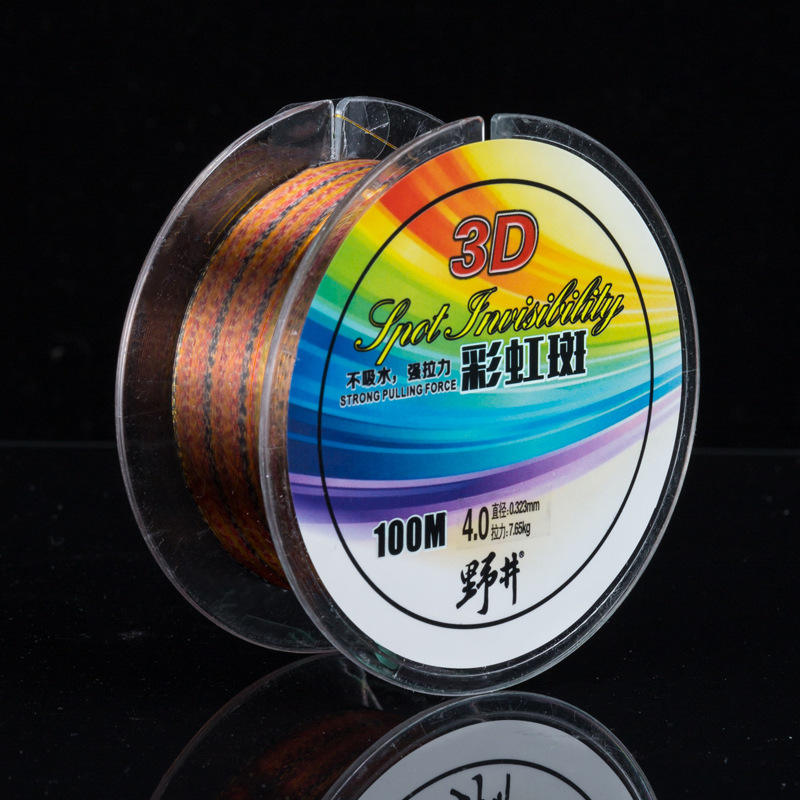 3D
Spot Invisibility
不吸水，强拉力
STRONG PULLING FORCE
彩虹斑
100M
4.0
直径:0.323mm
拉力:7.65kg
野井®